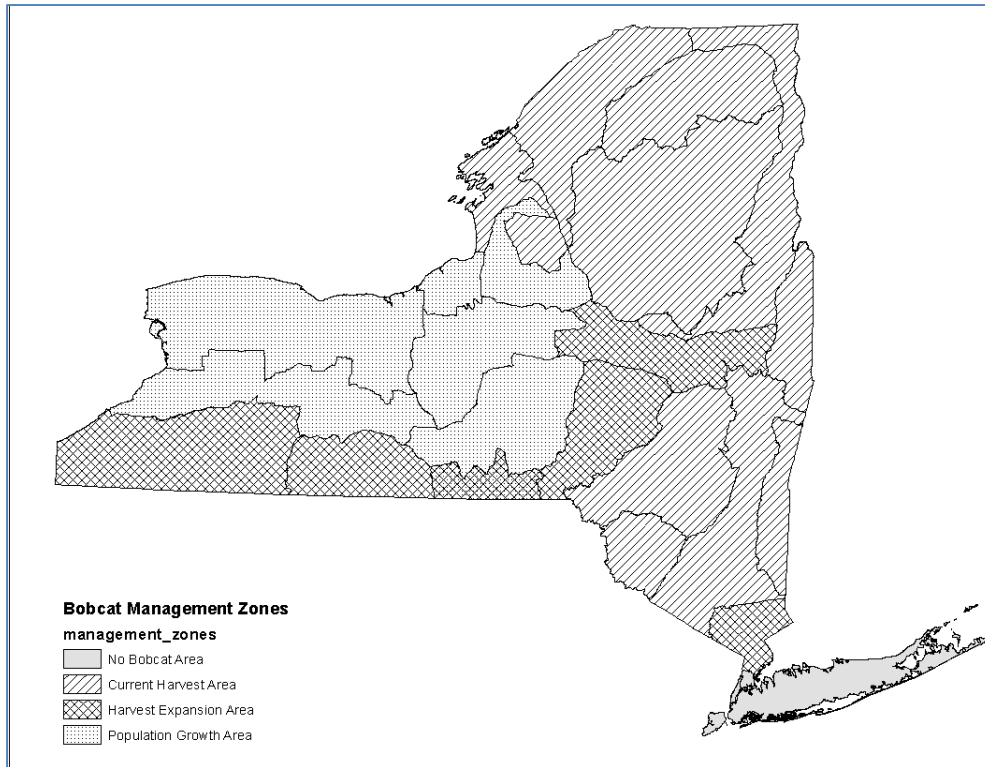 Bobcat Management Zones
management_zones
No Bobcat Area
Current Harvest Area
Harvest Expansion Area
Population Growth Area